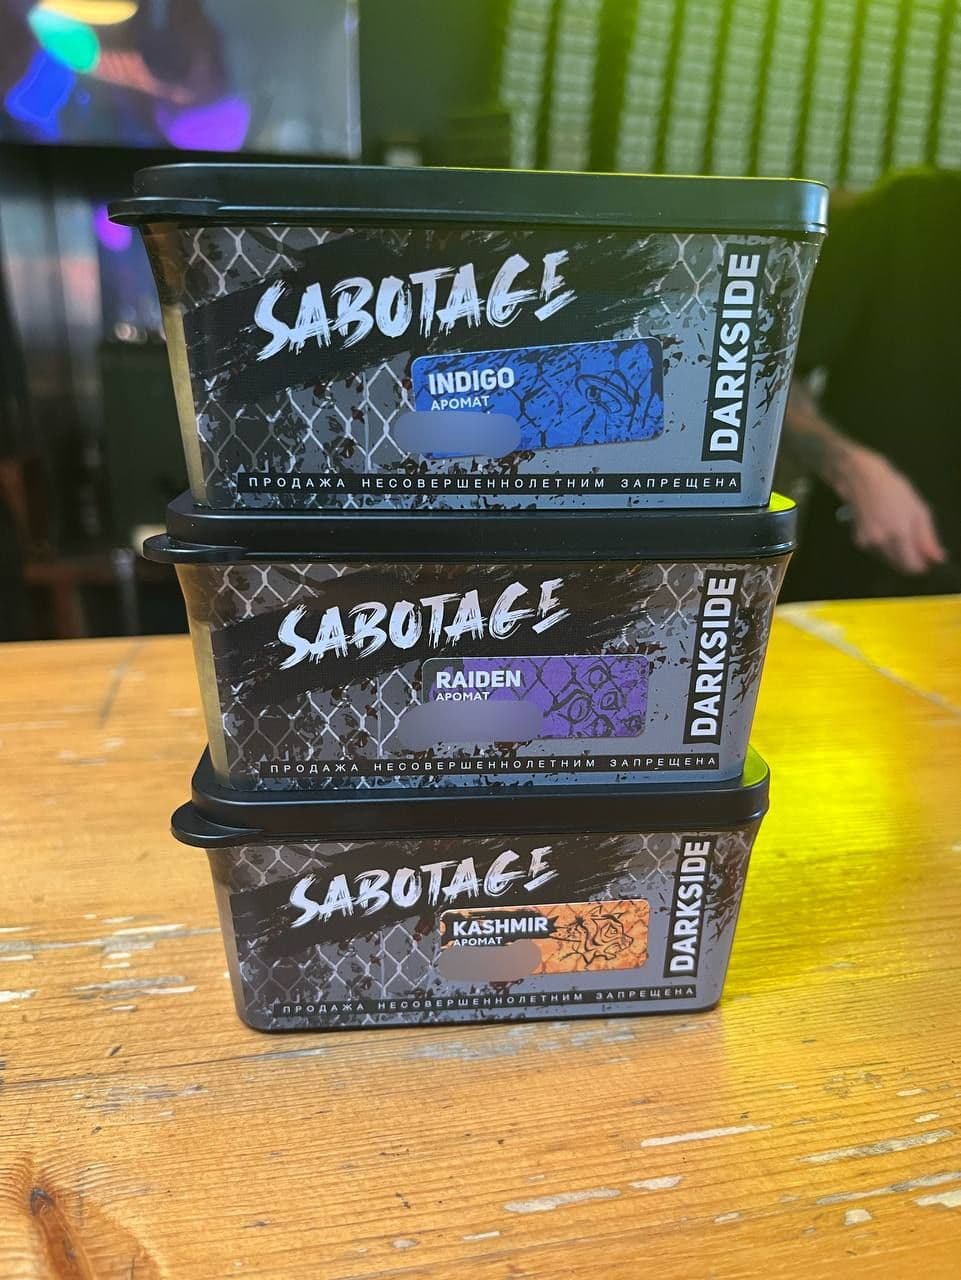 SABOTAGE
INDIGO
АРОМАТ
DARKSIDE
ПРОДАЖА НЕСОВЕРШЕННОЛЕТНИМ ЗАПРЕЩЕНА
SABOTAGE
RAIDEN
АРОМАТ
DARKSIDE
ПРОДАЖА НЕСОВЕРШЕННОЛЕТНИМ ЗАПРЕЩЕНА
SABOTAGE
KASHMIR
АРОМАТ
DARKSIDE
ПРОДАЖА НЕСОВЕРШЕННОЛЕТНИМ ЗАПРЕЩЕНА